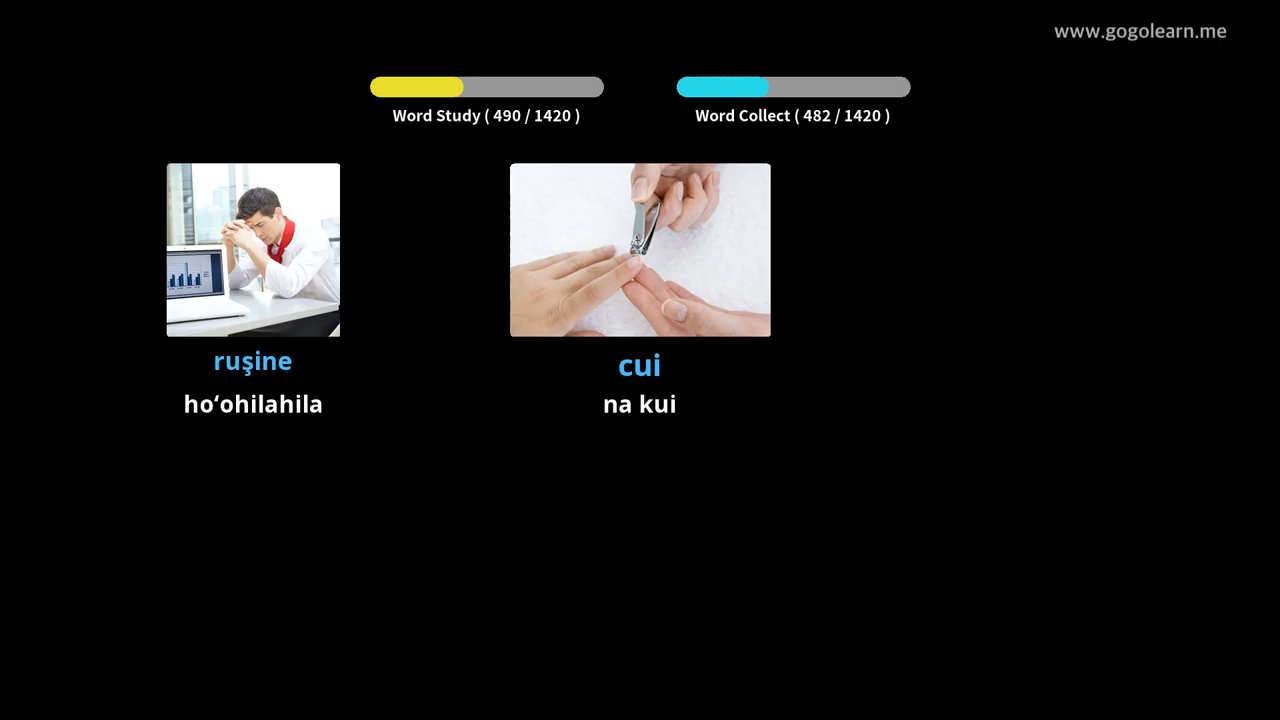 www.gogolearn.me
Word Study ( 490 / 1420 )
Word Collect ( 482 / 1420 )
ruşine
hoʻohilahila
cui
na kui